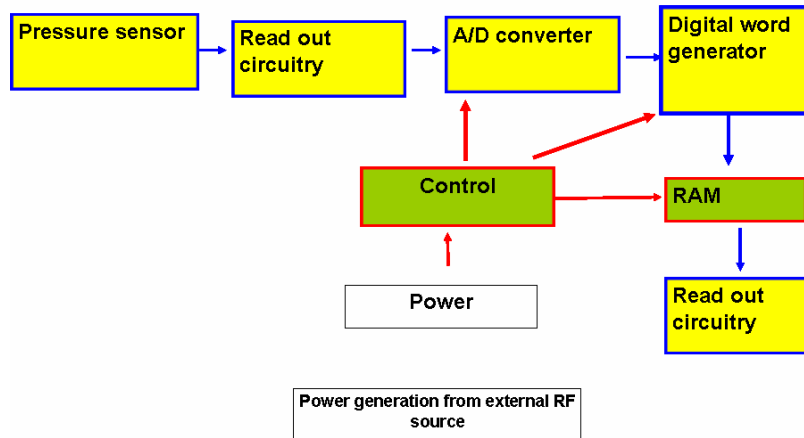 Pressure sensor
Read out
circuitry
A/D converter
Digital word
generator
Control
RAM
Power
Read out
circuitry
Power generation from external RF
source